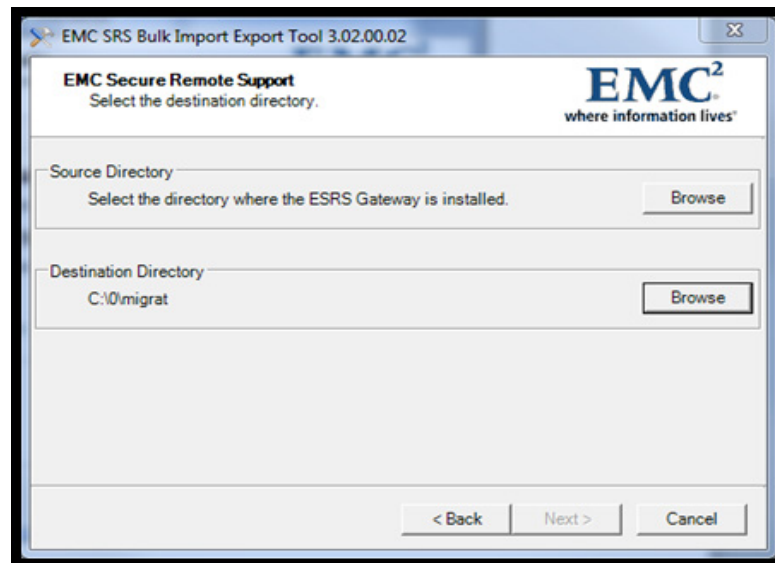 EMC SRS Bulk Import Export Tool 3.02.00.02
EMC Secure Remote Support
Select the destination directory.
EMC²
where information lives®
Source Directory
Select the directory where the ESRS Gateway is installed.
Browse
Destination Directory
C:\0\migrat
Browse
< Back
Next >
Cancel